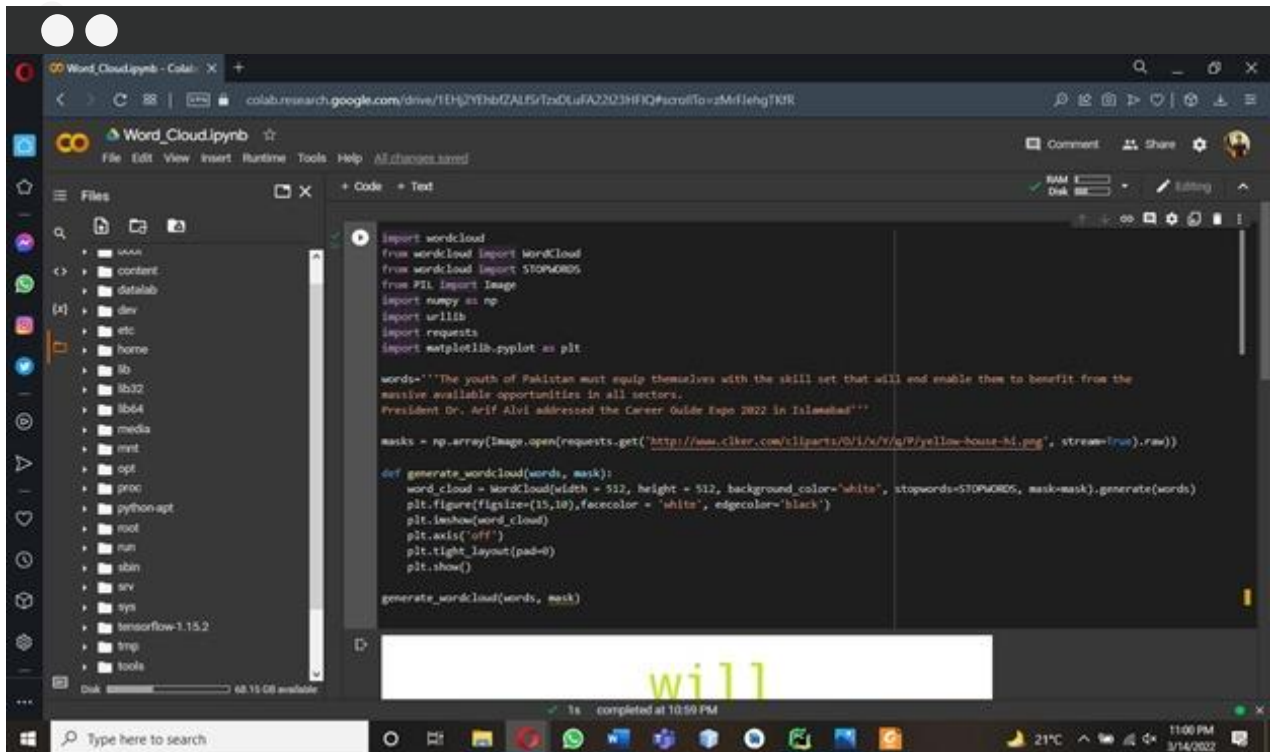 Word_Cloud.ipynb - Colab
colab.research.google.com/drive/
Word_Cloud.ipynb
Comment Share
File Edit View Insert Runtime Tools Help All changes saved
Files
+ Code + Text
RAM
Disk
Editing
content
datalab
dev
etc
home
lib
lib32
lib64
media
mnt
opt
proc
python-apt
root
run
sbin
srv
sys
tensorflow-1.15.2
tmp
tools
Disk 68.15 GB available
import wordcloud
from wordcloud import WordCloud
from wordcloud import STOPWORDS
from PIL import Image
import numpy as np
import urllib
import requests
import matplotlib.pyplot as plt
words='''The youth of Pakistan must equip themselves with the skill set that will end enable them to benefit from the
massive available opportunities in all sectors.
President Dr. Arif Alvi addressed the Career Guide Expo 2022 in Islamabad'''
masks = np.array(Image.open(requests.get('http://www.clker.com/cliparts/O/i/x/Y/q/P/yellow-house-hi.png', stream=True).raw))
def generate_wordcloud(words, mask):
word_cloud = WordCloud(width = 512, height = 512, background_color='white', stopwords=STOPWORDS, mask=mask).generate(words)
plt.figure(figsize=(15,10),facecolor = 'white', edgecolor='black')
plt.imshow(word_cloud)
plt.axis('off')
plt.tight_layout(pad=0)
plt.show()
generate_wordcloud(words, mask)
will
1s completed at 10:59 PM
Type here to search
21°C
11:00 PM
3/14/2022